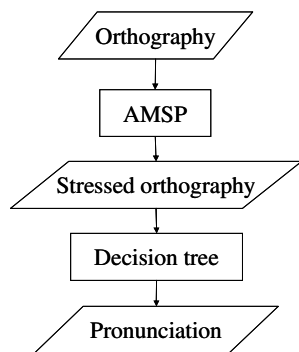 Orthography
AMSP
Stressed orthography
Decision tree
Pronunciation